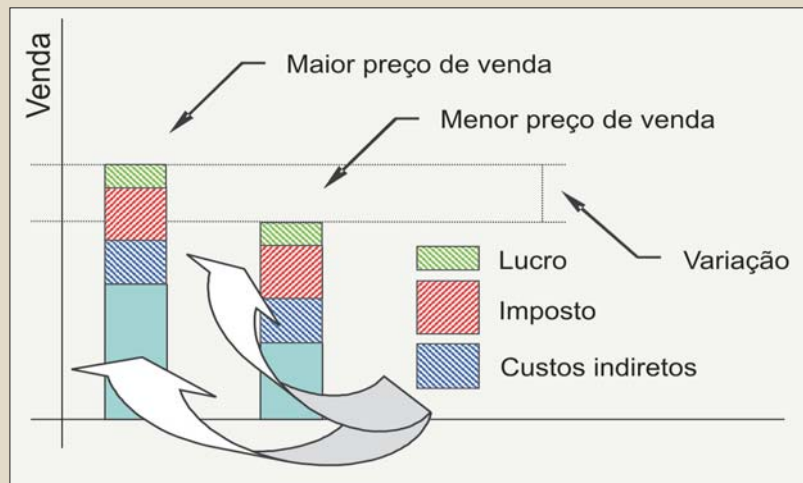 Venda
Maior preço de venda
Menor preço de venda
Lucro
Variação
Imposto
Custos indiretos